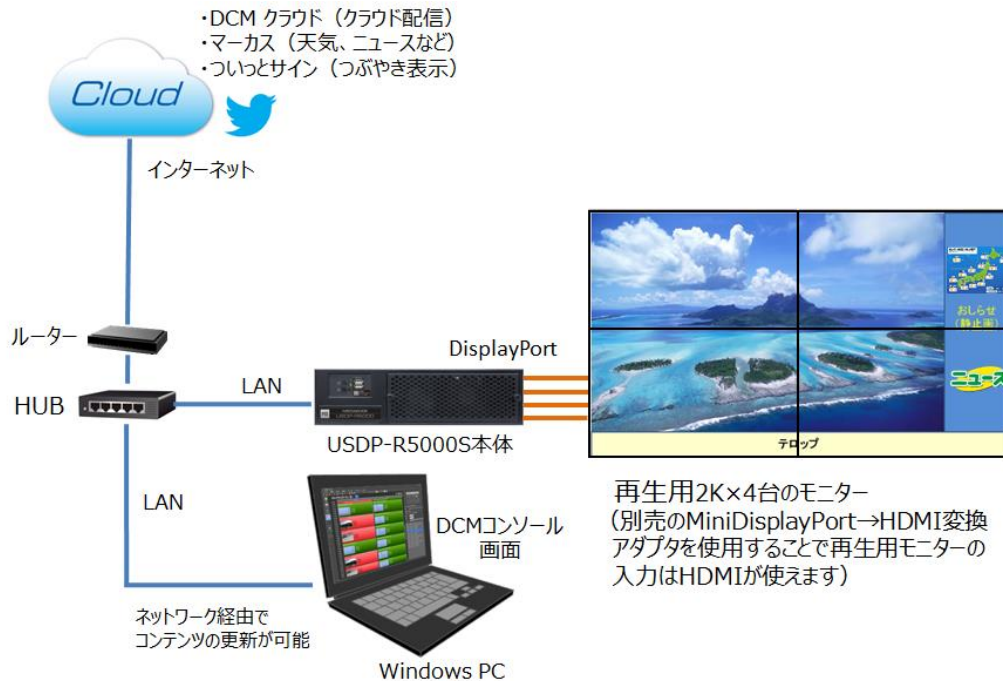 ・DCM クラウド（クラウド配信）
・マーカス（天気、ニュースなど）
・ついっとサイン（つぶやき表示）
Cloud
インターネット
ルーター
HUB
LAN
DisplayPort
USDP-R5000S本体
おしらせ
（静止画）
ニュース
テロップ
LAN
DCMコンソール
画面
再生用2K×4台のモニター
（別売のMiniDisplayPort→HDMI変換
アダプタを使用することで再生用モニターの
入力はHDMIが使えます）
ネットワーク経由で
コンテンツの更新が可能
Windows PC